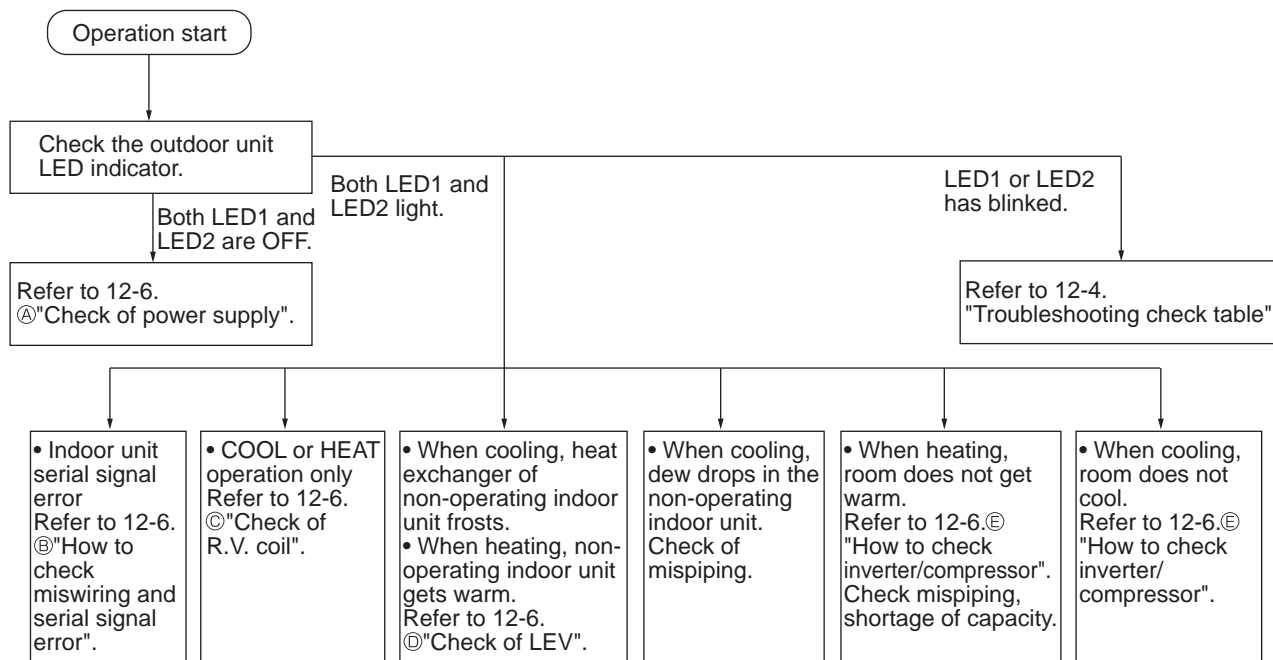 Operation start
Check the outdoor unit
LED indicator.
Both LED1 and
LED2 are OFF.
Both LED1 and
LED2 light.
LED1 or LED2
has blinked.
Refer to 12-6.
Ⓐ"Check of power supply".
Refer to 12-4.
"Troubleshooting check table"
• Indoor unit
serial signal
error
Refer to 12-6.
Ⓑ"How to
check
miswiring and
serial signal
error".
• COOL or HEAT
operation only
Refer to 12-6.
Ⓒ"Check of
R.V. coil".
• When cooling, heat
exchanger of
non-operating indoor
unit frosts.
• When heating, non-
operating indoor unit
gets warm.
Refer to 12-6.
Ⓓ"Check of LEV".
• When cooling,
dew drops in the
non-operating
indoor unit.
Check of
mispiping.
• When heating,
room does not get
warm.
Refer to 12-6.Ⓔ
"How to check
inverter/compressor".
Check mispiping,
shortage of capacity.
• When cooling,
room does not
cool.
Refer to 12-6.Ⓔ
"How to check
inverter/
compressor".